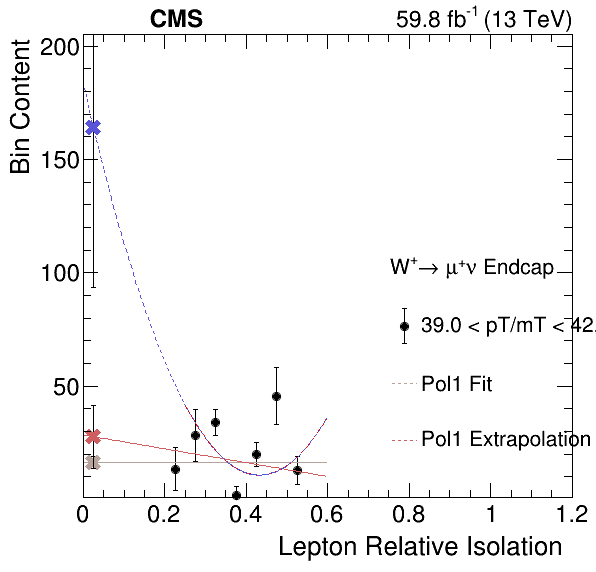 CMS 59.8 fb⁻¹ (13 TeV)
Bin Content
200
150
100
50
W⁺→ μ⁺ν Endcap
39.0 < pT/mT < 42.
Pol1 Fit
Pol1 Extrapolation
0 0.2 0.4 0.6 0.8 1 1.2
Lepton Relative Isolation